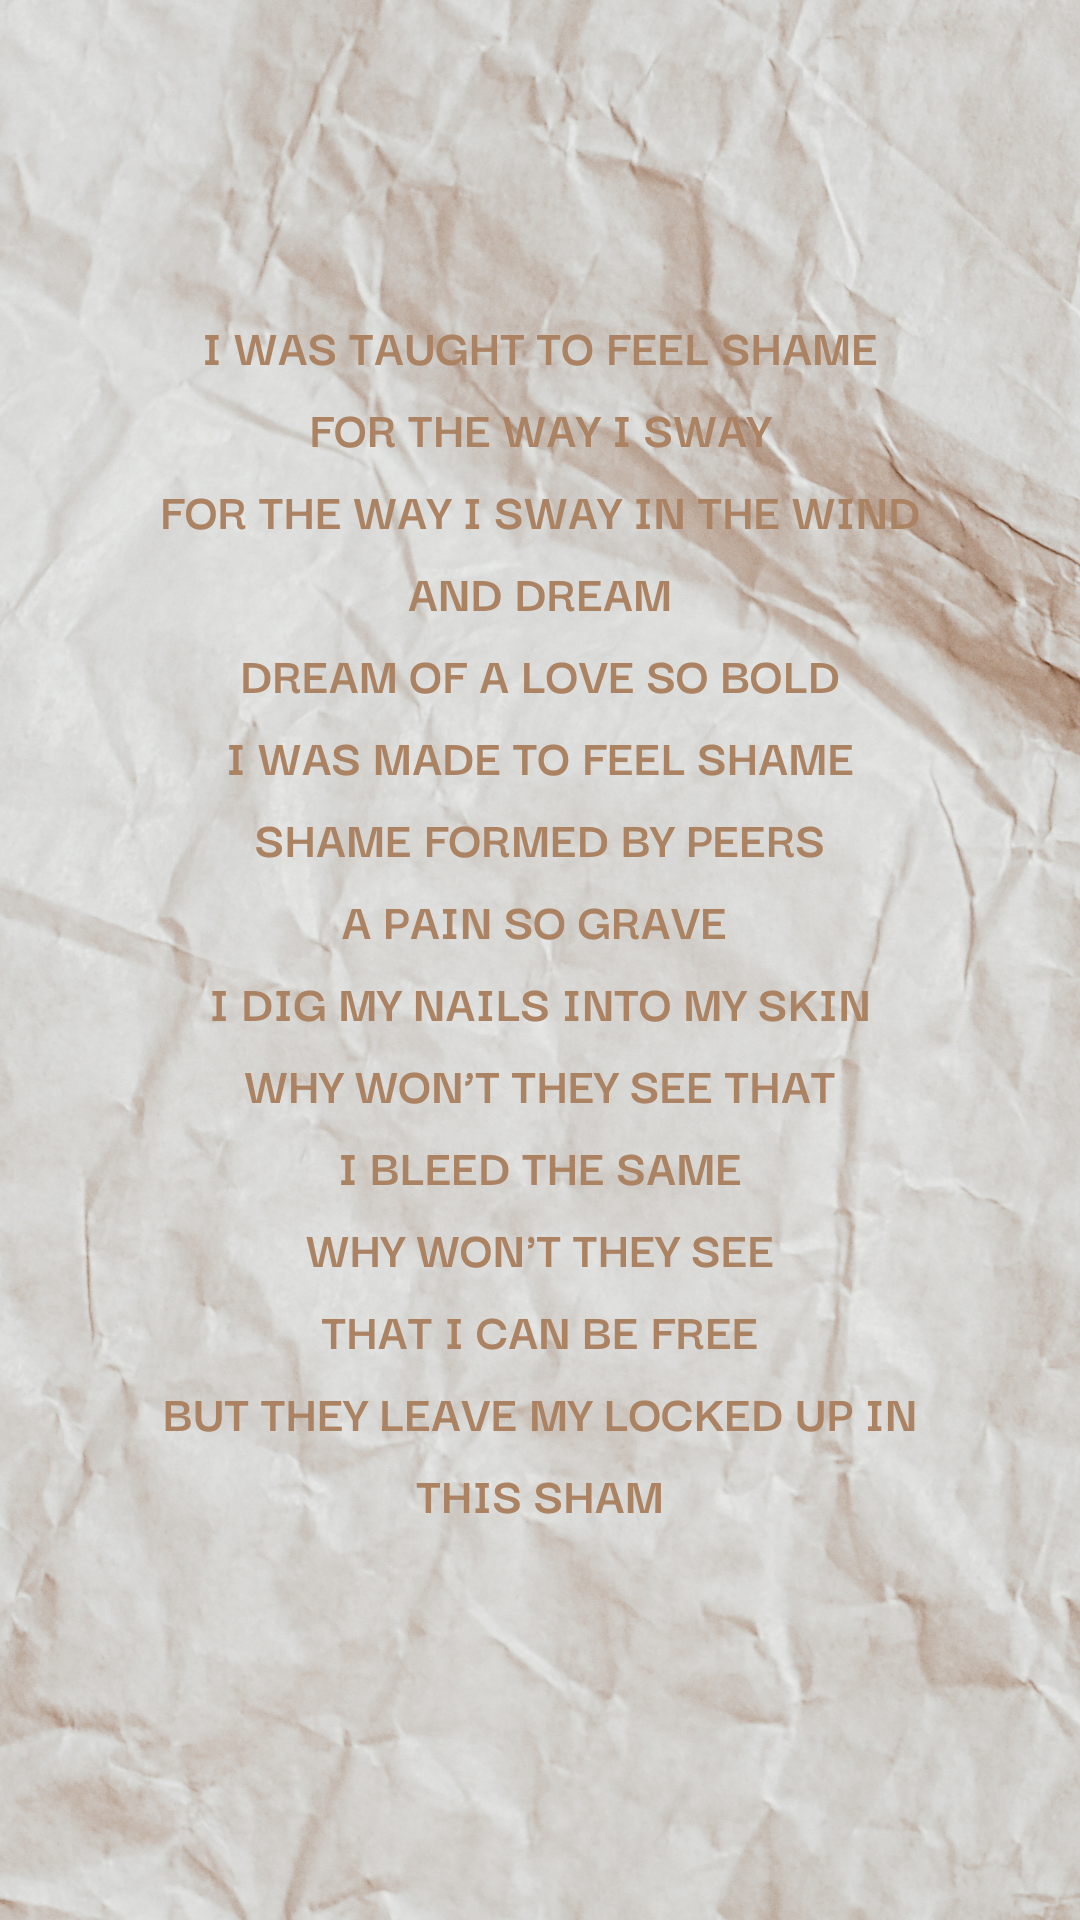 I WAS TAUGHT TO FEEL SHAME
FOR THE WAY I SWAY
FOR THE WAY I SWAY IN THE WIND
AND DREAM
DREAM OF A LOVE SO BOLD
I WAS MADE TO FEEL SHAME
SHAME FORMED BY PEERS
A PAIN SO GRAVE
I DIG MY NAILS INTO MY SKIN
WHY WON’T THEY SEE THAT
I BLEED THE SAME
WHY WON’T THEY SEE
THAT I CAN BE FREE
BUT THEY LEAVE MY LOCKED UP IN
THIS SHAM